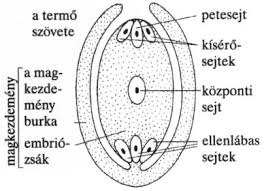 a termő
szövete
magkezdemény
a mag-
kezde-
mény
burka
embrió-
zsák
petesejt
kísérő-
sejtek
központi
sejt
ellenlábas
sejtek